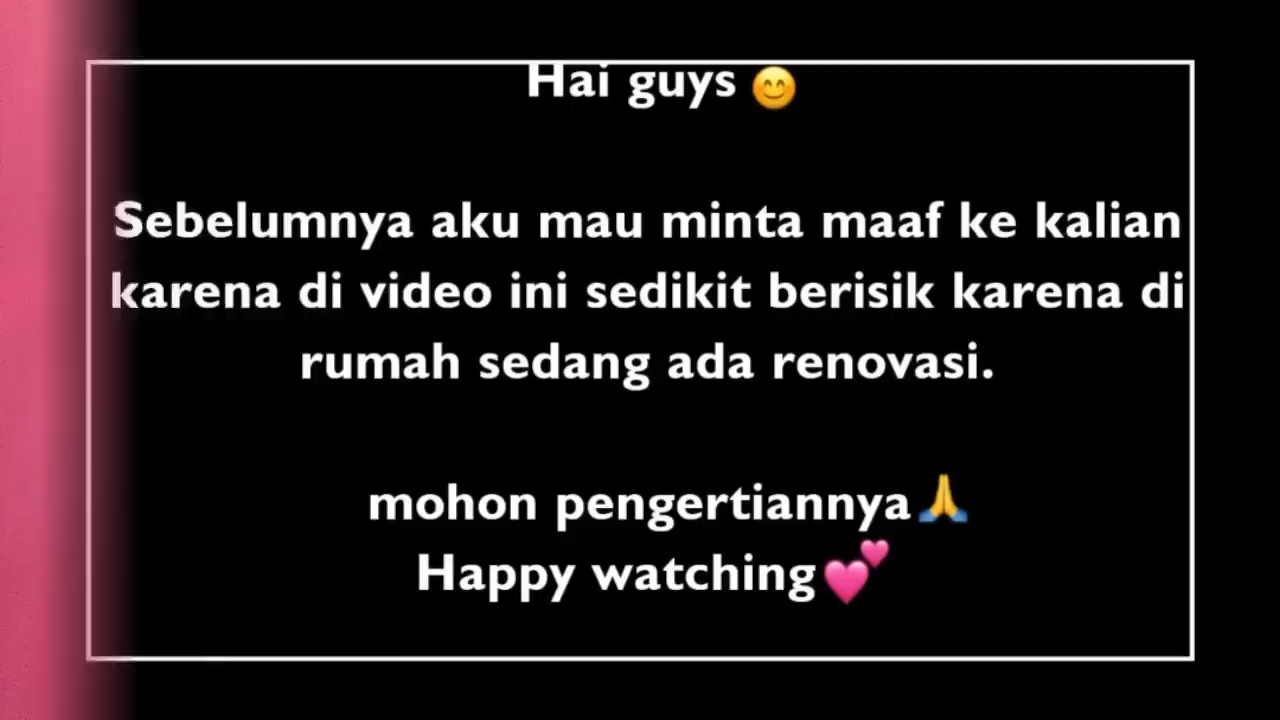 Hai guys 😊
Sebelumnya aku mau minta maaf ke kalian
karena di video ini sedikit berisik karena di
rumah sedang ada renovasi.
mohon pengertiannya🙏
Happy watching💕